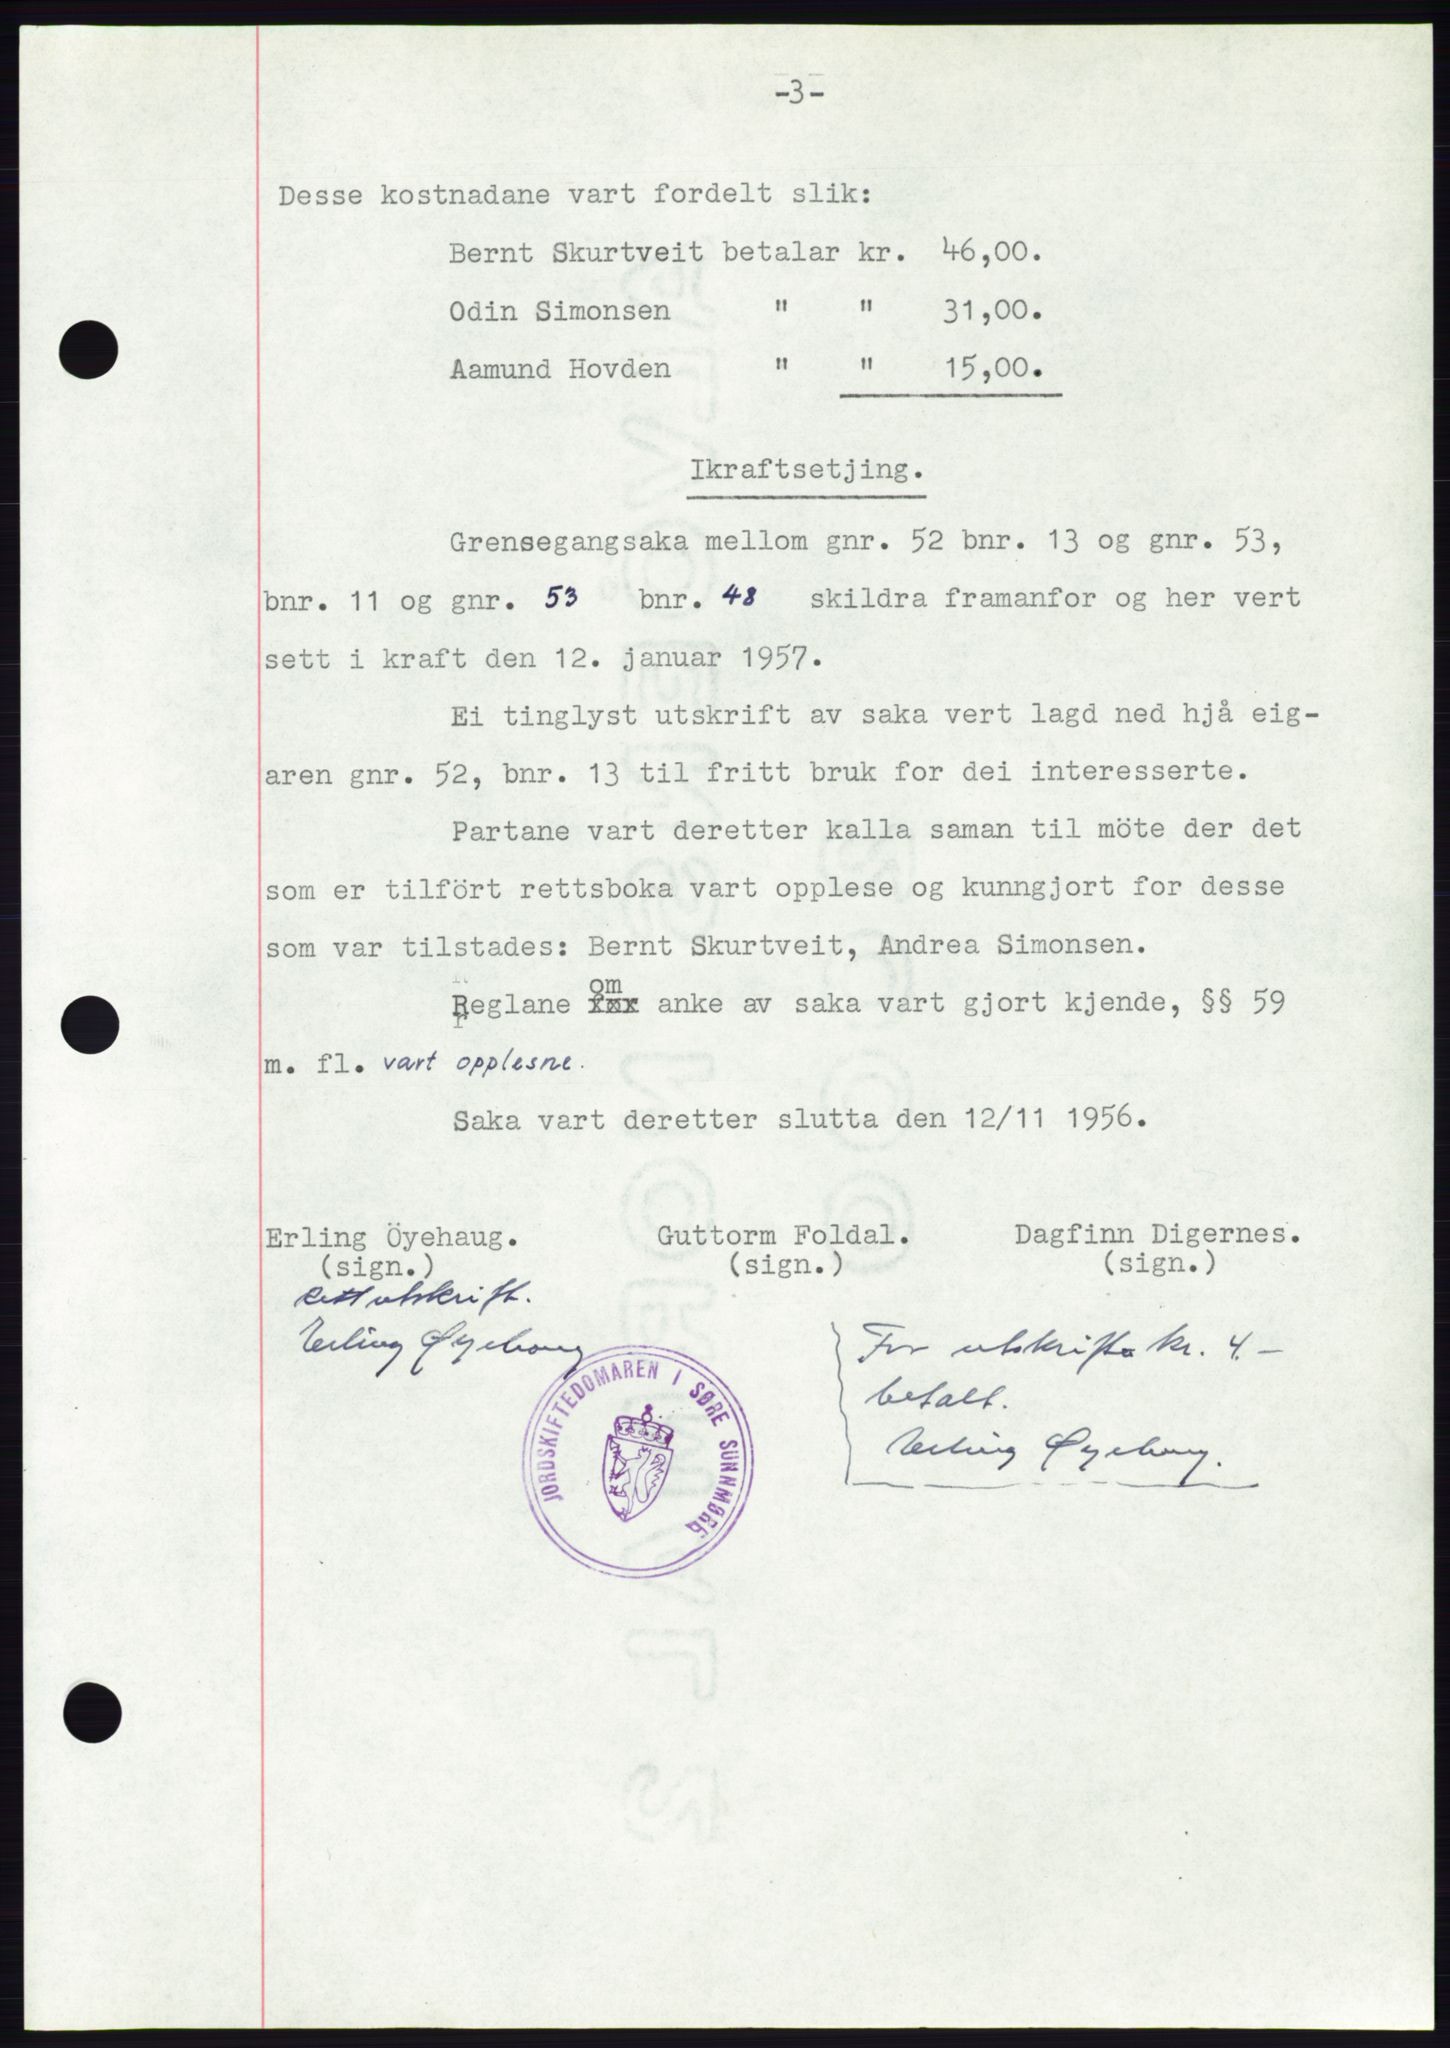 -3-
Desse kostnadane vart fordelt slik:
Bernt Skurtveit betalar kr. 46,00.
Odin Simonsen " " 31,00.
Aamund Hovden " " 15,00.
Ikraftsetjing.
Grensegangsaka mellom gnr. 52 bnr. 13 og gnr. 53,
bnr. 11 og gnr. 53 bnr. 48 skildra framanfor og her vert
sett i kraft den 12. januar 1957.
Ei tinglyst utskrift av saka vert lagd ned hjå eig-
aren gnr. 52, bnr. 13 til fritt bruk for dei interesserte.
Partane vart deretter kalla saman til möte der det
som er tilfört rettsboka vart opplese og kunngjort for desse
som var tilstades: Bernt Skurtveit, Andrea Simonsen.
Reglane om anke av saka vart gjort kjende, §§ 59
m. fl. vart opplesne.
Saka vart deretter slutta den 12/11 1956.
Erling Öyehaug. Guttorm Foldal. Dagfinn Digernes.
(sign.) (sign.) (sign.)
Rett utskrift.
Erling Øyehaug
For utskrifta kr. 4.-
betalt.
Erling Øyehaug.
JORDSKIFTEDOMAREN I SØRE SUNNMØRE